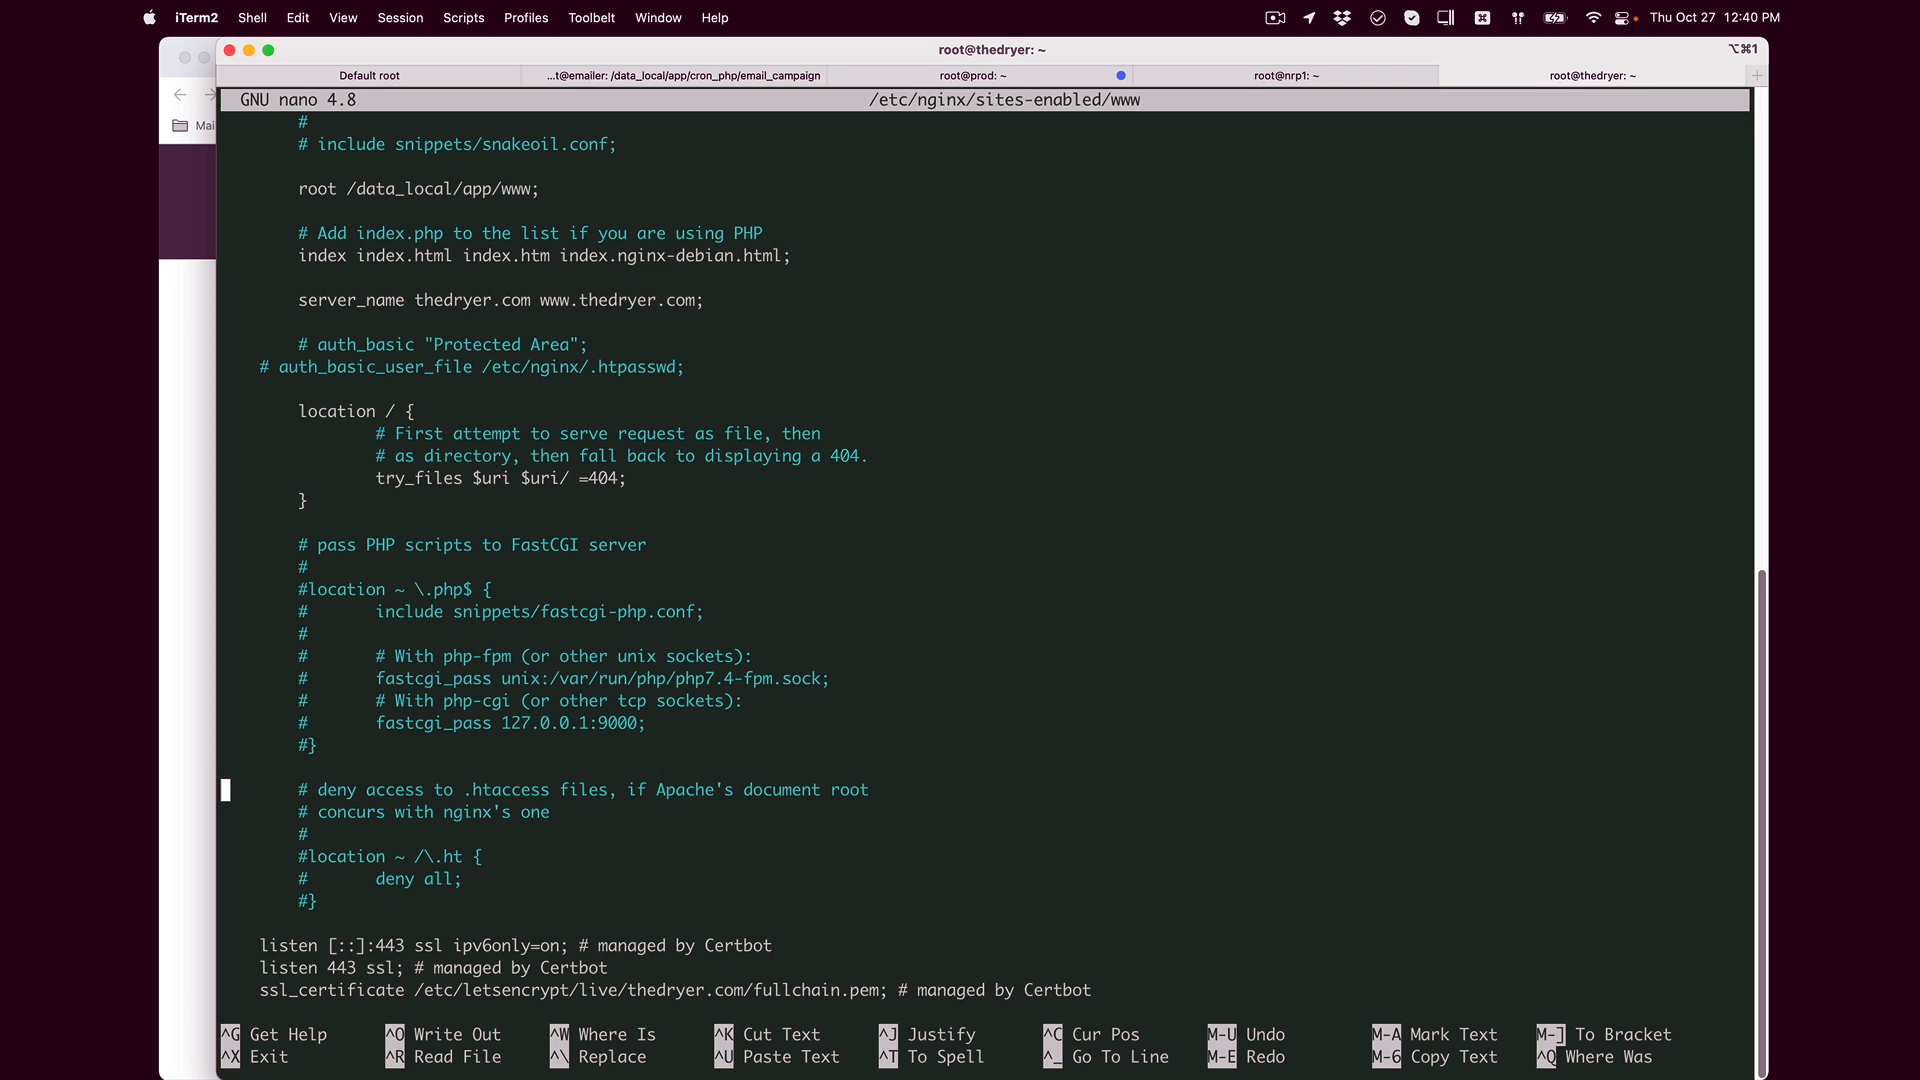 iTerm2 Shell Edit View Session Scripts Profiles Toolbelt Window Help Thu Oct 27 12:40 PM
root@thedryer: ~ ⌥⌘1
Default root ...t@emailer: /data_local/app/cron_php/email_campaign root@prod: ~ root@nrp1: ~ root@thedryer: ~
Mai
GNU nano 4.8 /etc/nginx/sites-enabled/www
#
# include snippets/snakeoil.conf;
root /data_local/app/www;
# Add index.php to the list if you are using PHP
index index.html index.htm index.nginx-debian.html;
server_name thedryer.com www.thedryer.com;
# auth_basic "Protected Area";
# auth_basic_user_file /etc/nginx/.htpasswd;
location / {
# First attempt to serve request as file, then
# as directory, then fall back to displaying a 404.
try_files $uri $uri/ =404;
}
# pass PHP scripts to FastCGI server
#
#location ~ \.php$ {
# include snippets/fastcgi-php.conf;
#
# # With php-fpm (or other unix sockets):
# fastcgi_pass unix:/var/run/php/php7.4-fpm.sock;
# # With php-cgi (or other tcp sockets):
# fastcgi_pass 127.0.0.1:9000;
#}
# deny access to .htaccess files, if Apache's document root
# concurs with nginx's one
#
#location ~ /\.ht {
# deny all;
#}
listen [::]:443 ssl ipv6only=on; # managed by Certbot
listen 443 ssl; # managed by Certbot
ssl_certificate /etc/letsencrypt/live/thedryer.com/fullchain.pem; # managed by Certbot
^G Get Help ^O Write Out ^W Where Is ^K Cut Text ^J Justify ^C Cur Pos M-U Undo M-A Mark Text M-] To Bracket
^X Exit ^R Read File ^\ Replace ^U Paste Text ^T To Spell ^_ Go To Line M-E Redo M-6 Copy Text ^Q Where Was